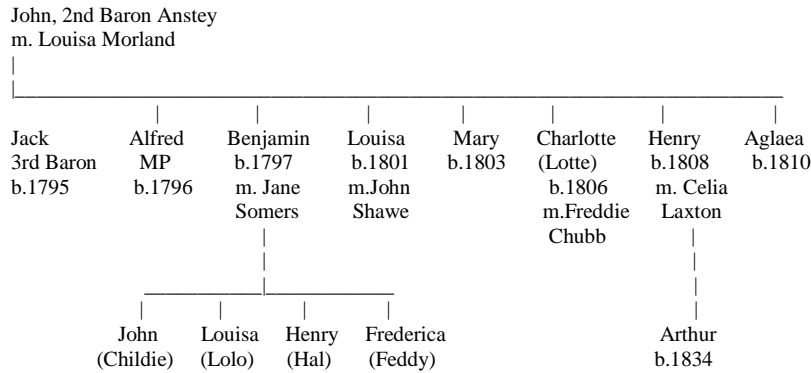 John, 2nd Baron Anstey
m. Louisa Morland
Jack Alfred Benjamin Louisa Mary Charlotte Henry Aglaea
3rd Baron MP b.1797 b.1801 b.1803 (Lotte) b.1808 b.1810
b.1795 b.1796 m. Jane m.John b.1806 m. Celia
Somers Shawe m.Freddie Laxton
Chubb
John Louisa Henry Frederica Arthur
(Childie) (Lolo) (Hal) (Feddy) b.1834